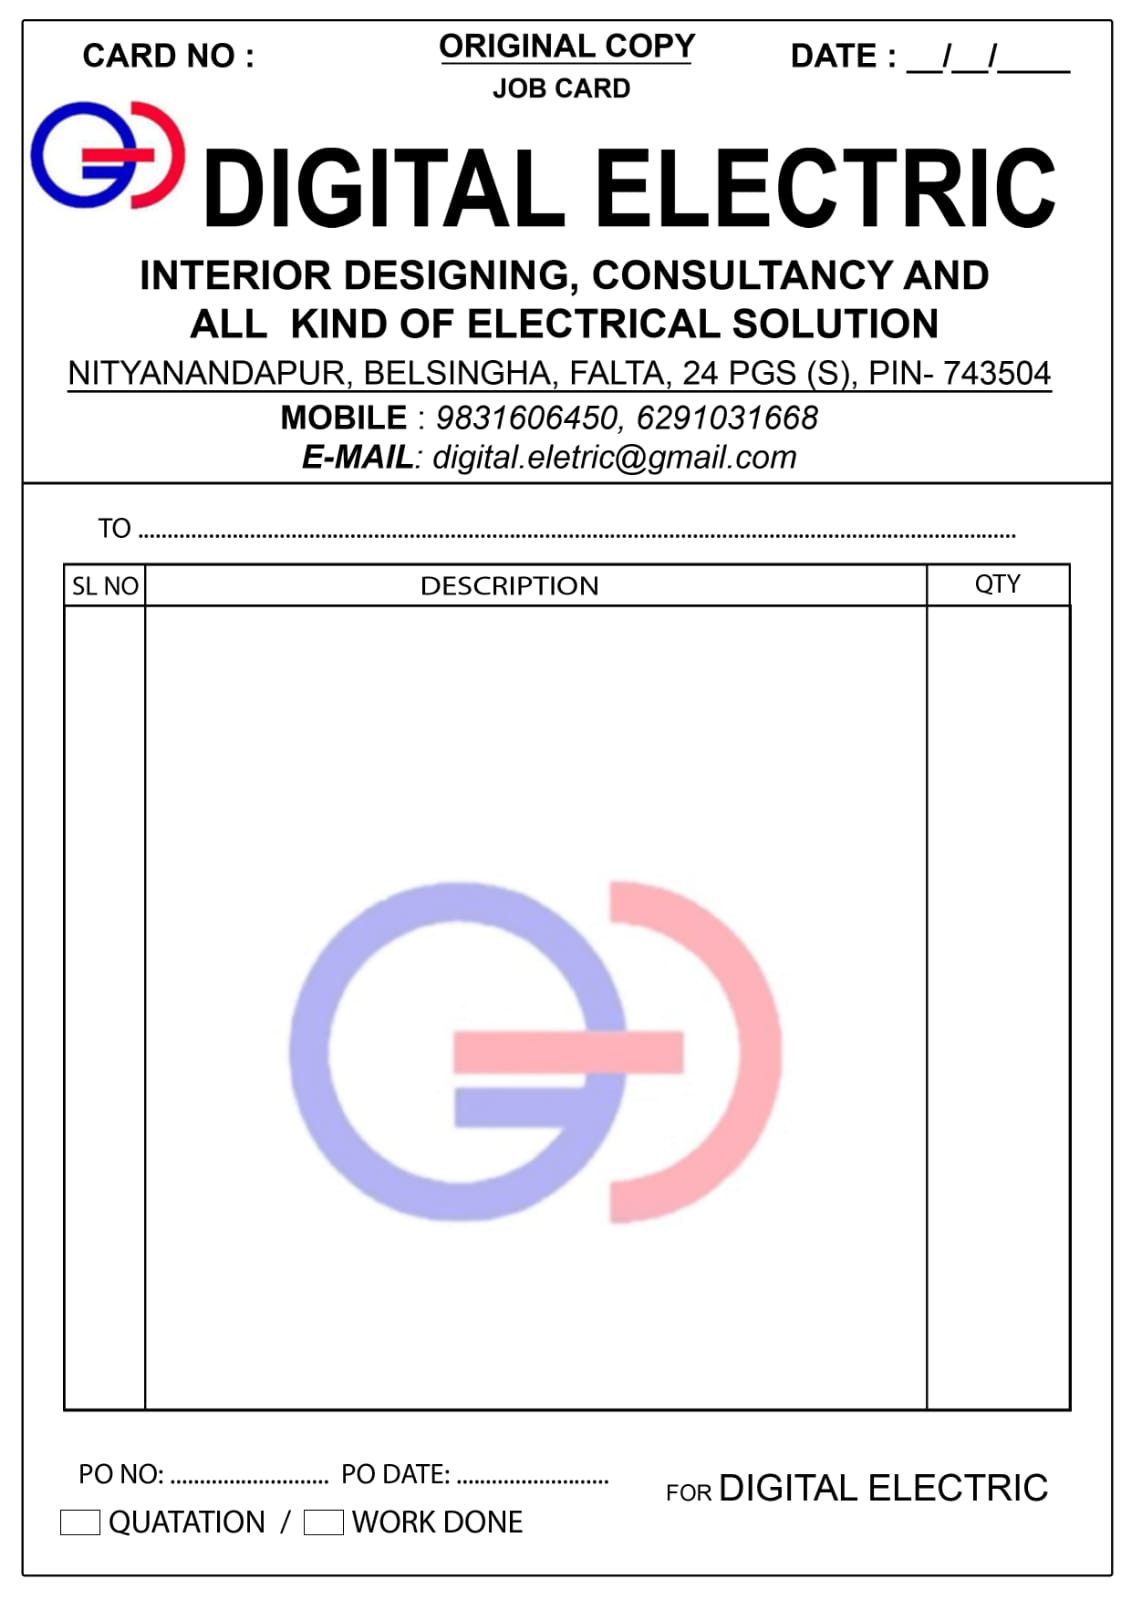 CARD NO :
ORIGINAL COPY
DATE : __/__/____
JOB CARD
DIGITAL ELECTRIC
INTERIOR DESIGNING, CONSULTANCY AND
ALL KIND OF ELECTRICAL SOLUTION
NITYANANDAPUR, BELSINGHA, FALTA, 24 PGS (S), PIN- 743504
MOBILE : 9831606450, 6291031668
E-MAIL: digital.eletric@gmail.com
TO ................................................................
SL NO DESCRIPTION QTY
PO NO: ........................... PO DATE: ..........................
FOR DIGITAL ELECTRIC
QUATATION / WORK DONE